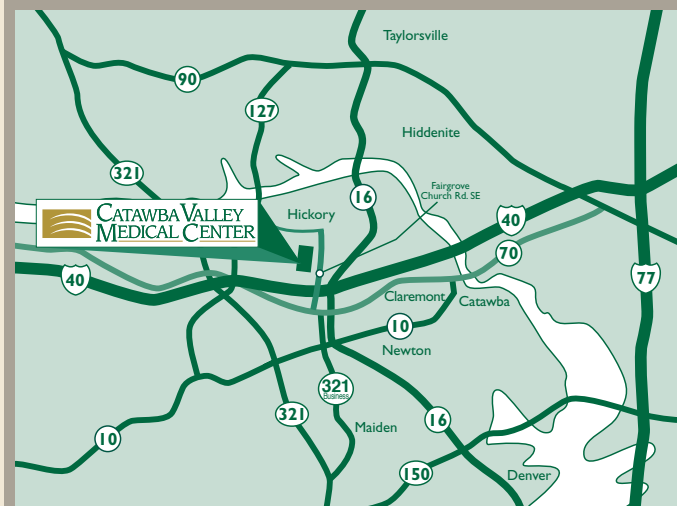 Taylorsville
90
127
Hiddenite
321
Fairgrove
Church Rd. SE
16
CATAWBA VALLEY
MEDICAL CENTER
Hickory
40
70
40
77
Claremont
Catawba
10
Newton
321
Business
321
16
Maiden
10
150
Denver